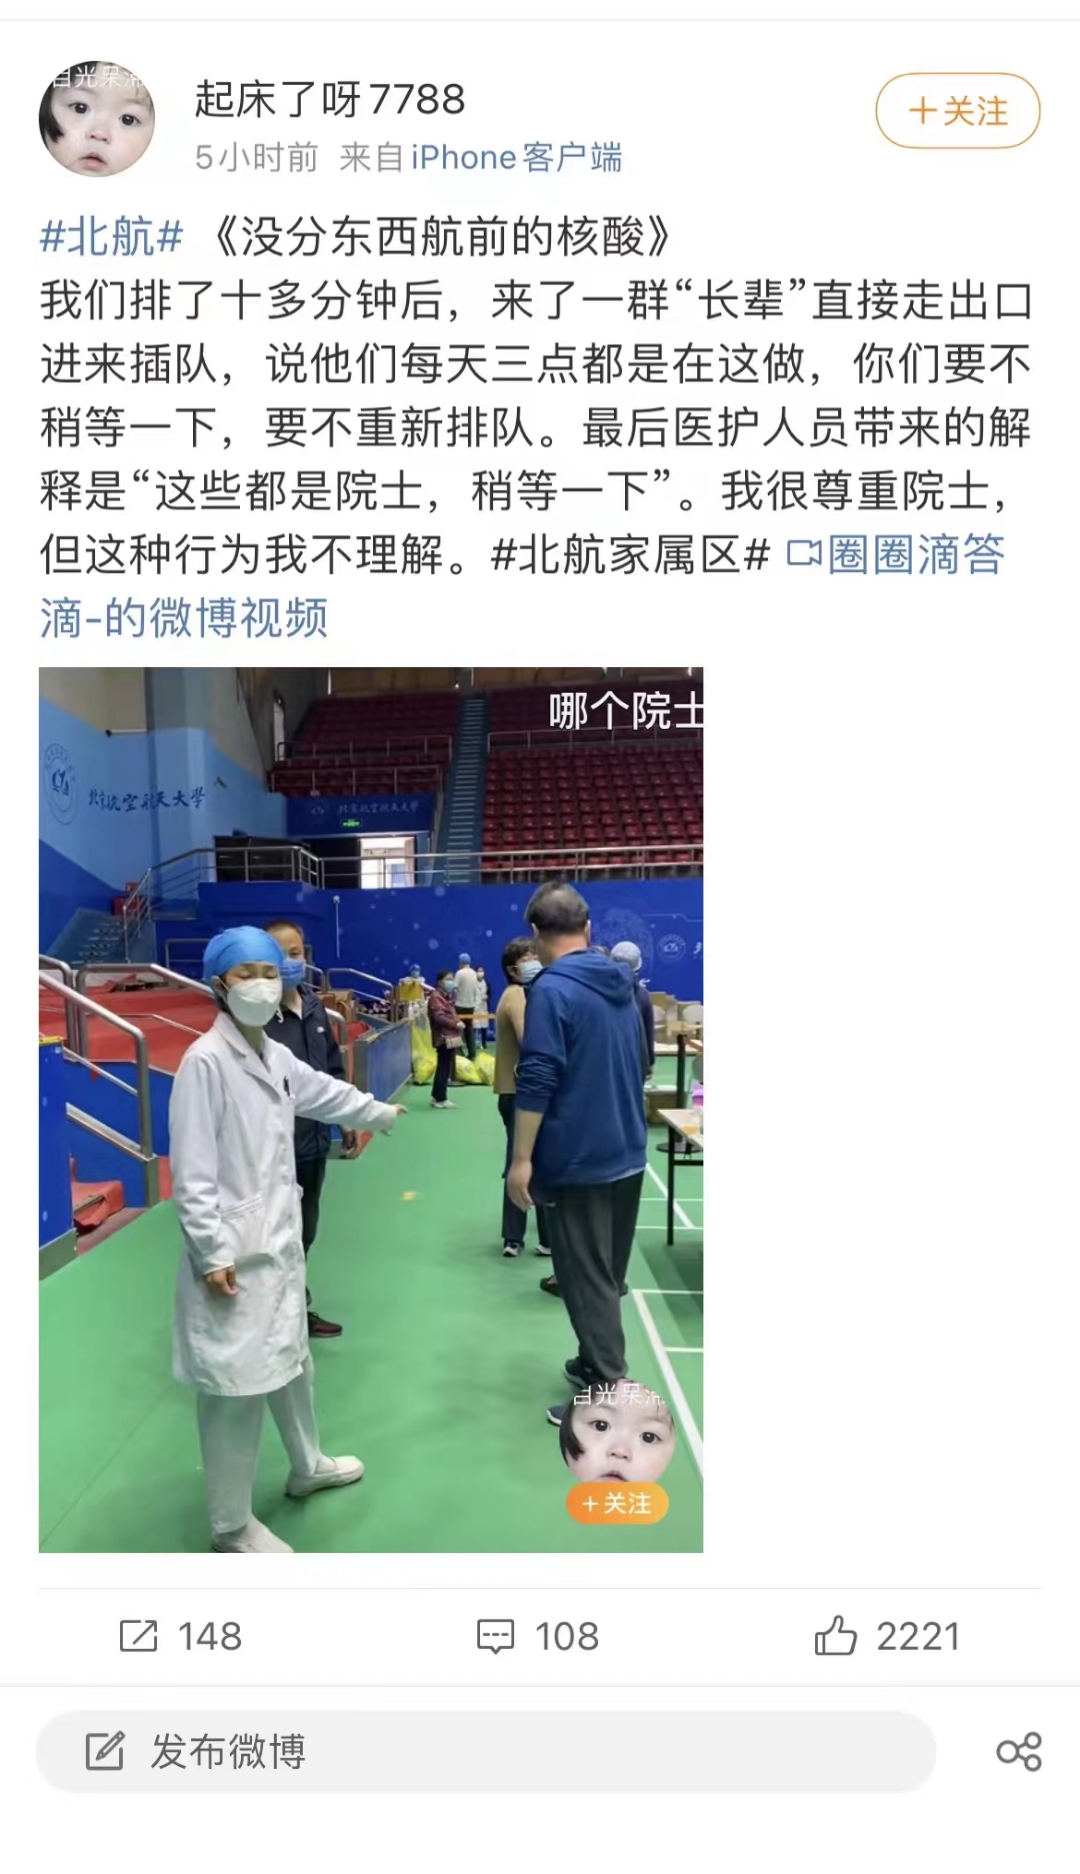 起床了呀7788
+关注
5小时前 来自iPhone客户端
#北航# 《没分东西航前的核酸》
我们排了十多分钟后，来了一群“长辈”直接走出口
进来插队，说他们每天三点都是在这做，你们要不
稍等一下，要不重新排队。最后医护人员带来的解
释是“这些都是院士，稍等一下”。我很尊重院士，
但这种行为我不理解。#北航家属区# 圈圈滴答
滴-的微博视频
哪个院士
北京航空航天大学
北京航空航天大学
+关注
148
108
2221
发布微博